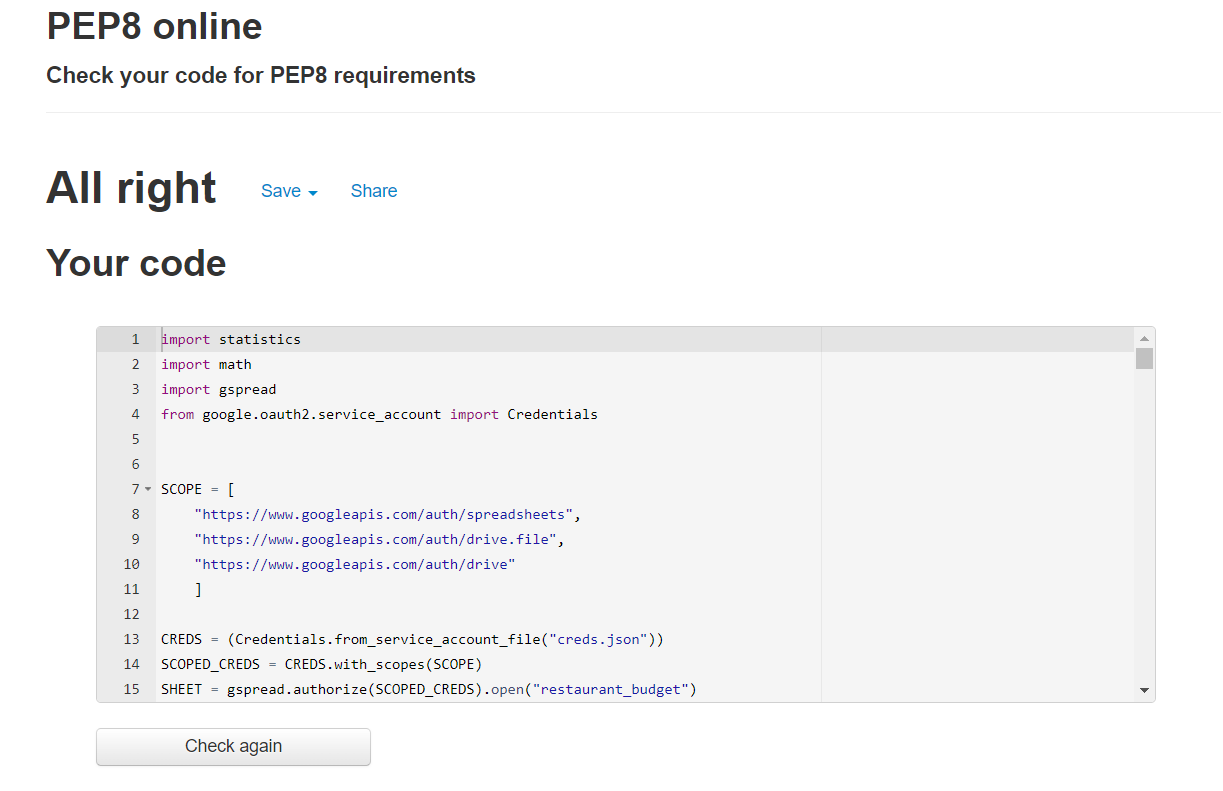 PEP8 online
Check your code for PEP8 requirements
All right Save Share
Your code
1 import statistics
2 import math
3 import gspread
4 from google.oauth2.service_account import Credentials
5
6
7 SCOPE = [
8     "https://www.googleapis.com/auth/spreadsheets",
9     "https://www.googleapis.com/auth/drive.file",
10     "https://www.googleapis.com/auth/drive"
11     ]
12
13 CREDS = (Credentials.from_service_account_file("creds.json"))
14 SCOPED_CREDS = CREDS.with_scopes(SCOPE)
15 SHEET = gspread.authorize(SCOPED_CREDS).open("restaurant_budget")
Check again